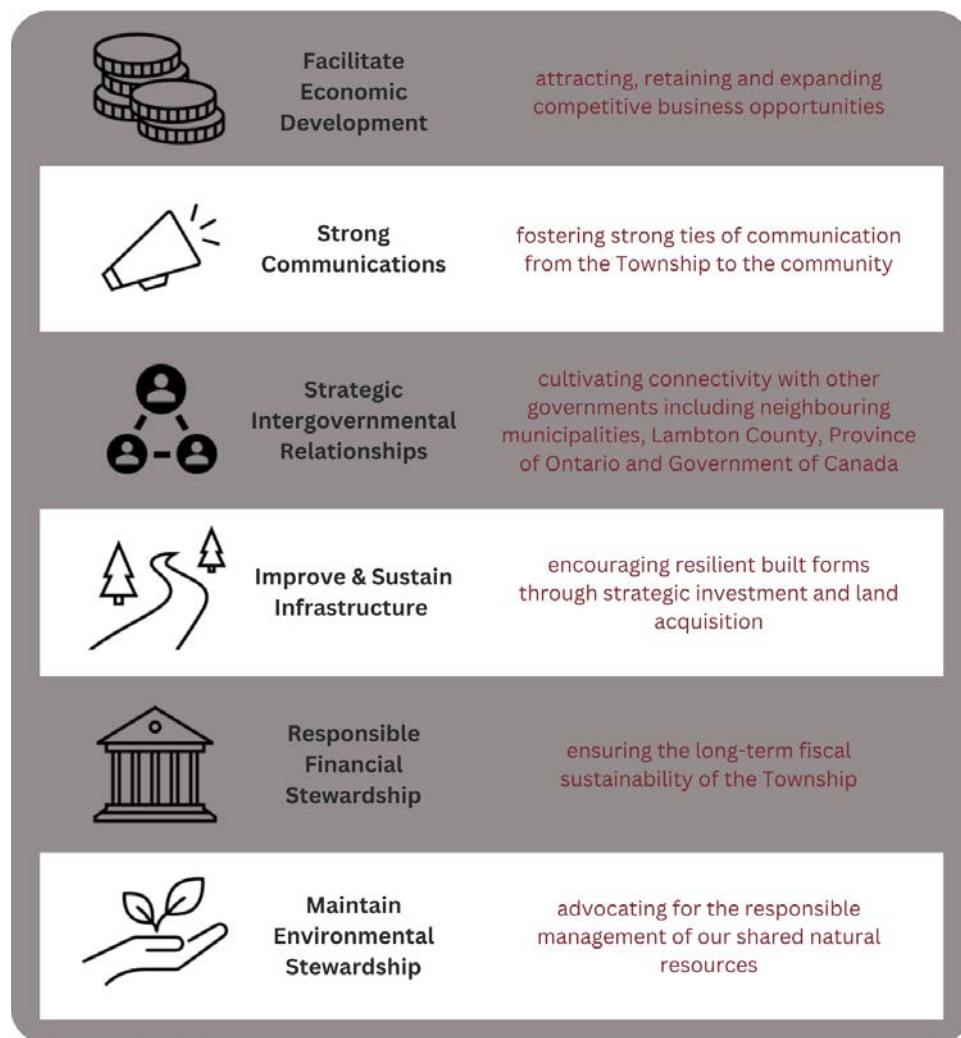 Facilitate
Economic
Development
attracting, retaining and expanding
competitive business opportunities
Strong
Communications
fostering strong ties of communication
from the Township to the community
Strategic
Intergovernmental
Relationships
cultivating connectivity with other
governments including neighbouring
municipalities, Lambton County, Province
of Ontario and Government of Canada
Improve & Sustain
Infrastructure
encouraging resilient built forms
through strategic investment and land
acquisition
Responsible
Financial
Stewardship
ensuring the long-term fiscal
sustainability of the Township
Maintain
Environmental
Stewardship
advocating for the responsible
management of our shared natural
resources